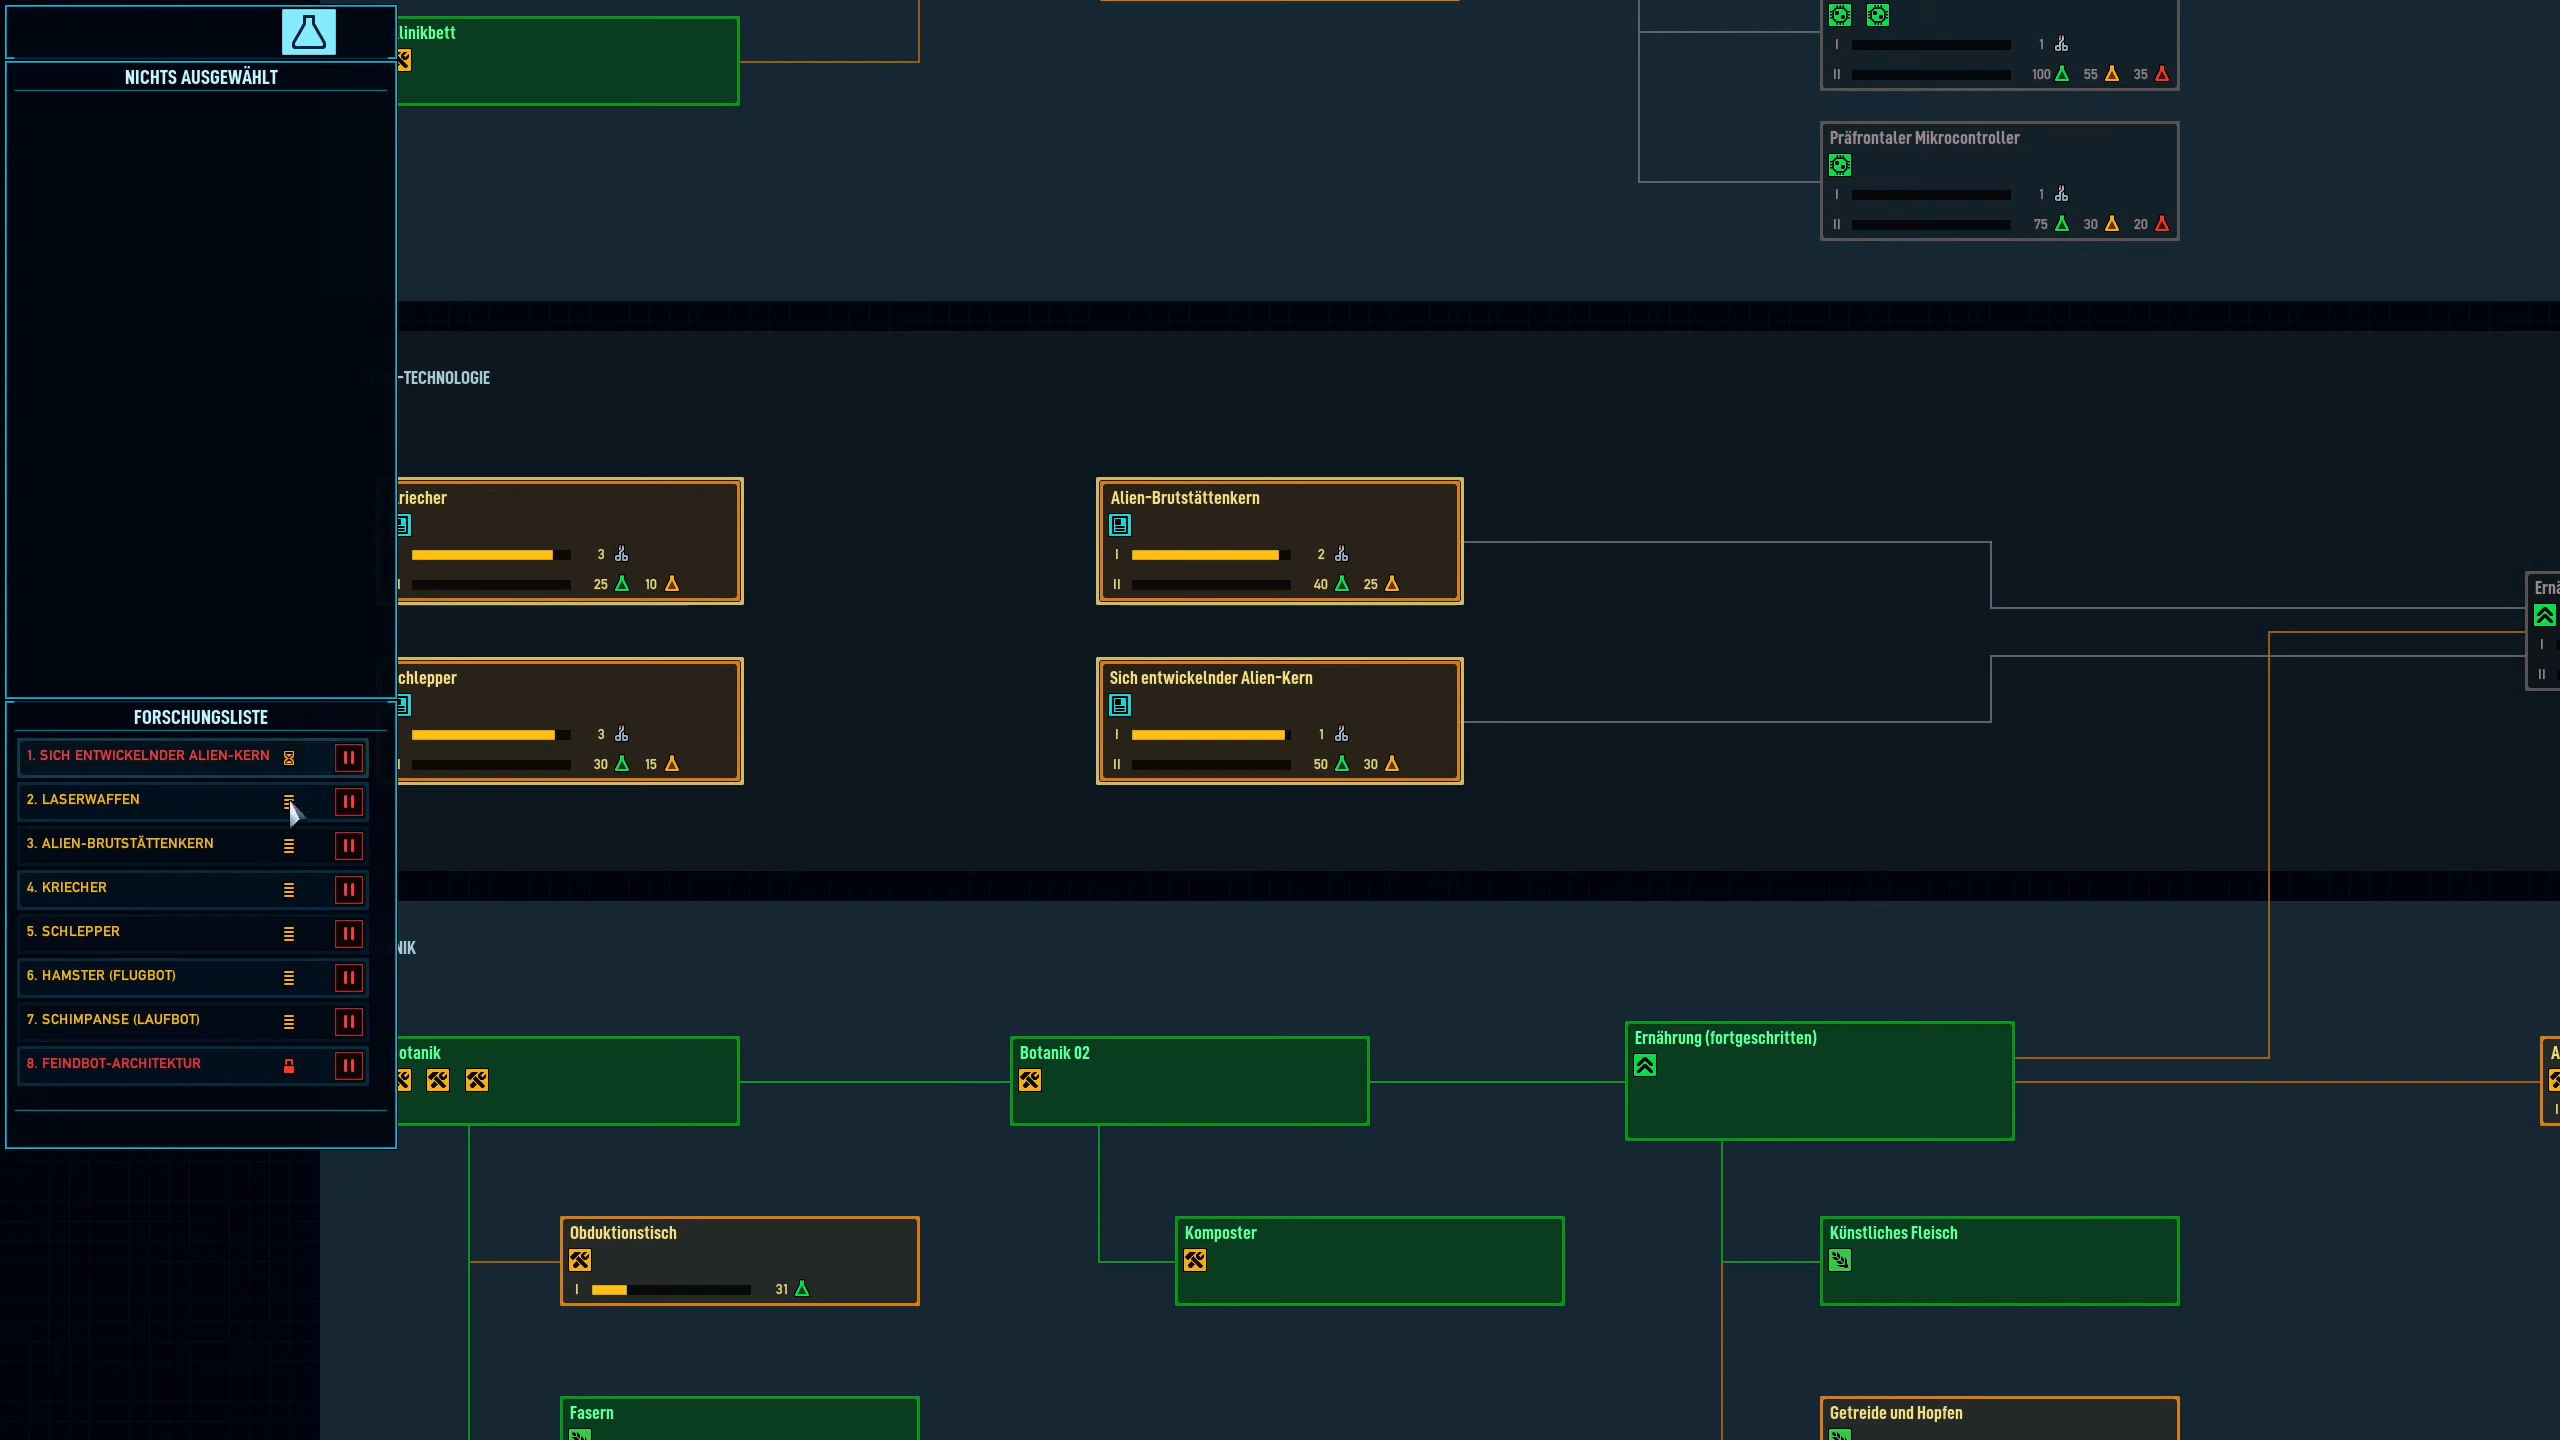 NICHTS AUSGEWÄHLT
FORSCHUNGSLISTE
1. SICH ENTWICKELNDER ALIEN-KERN
2. LASERWAFFEN
3. ALIEN-BRUTSTÄTTENKERN
4. KRIECHER
5. SCHLEPPER
6. HAMSTER (FLUGBOT)
7. SCHIMPANSE (LAUFBOT)
8. FEINDBOT-ARCHITEKTUR
linikbett
I 1
II 100 55 35
Präfrontaler Mikrocontroller
I 1
II 75 30 20
-TECHNOLOGIE
riecher
3
I 25 10
Alien-Brutstättenkern
I 2
II 40 25
chlepper
3
I 30 15
Sich entwickelnder Alien-Kern
I 1
II 50 30
Ernä
I
II
NIK
otanik
Botanik 02
Ernährung (fortgeschritten)
A
I
Obduktionstisch
I 31
Komposter
Künstliches Fleisch
Fasern
Getreide und Hopfen